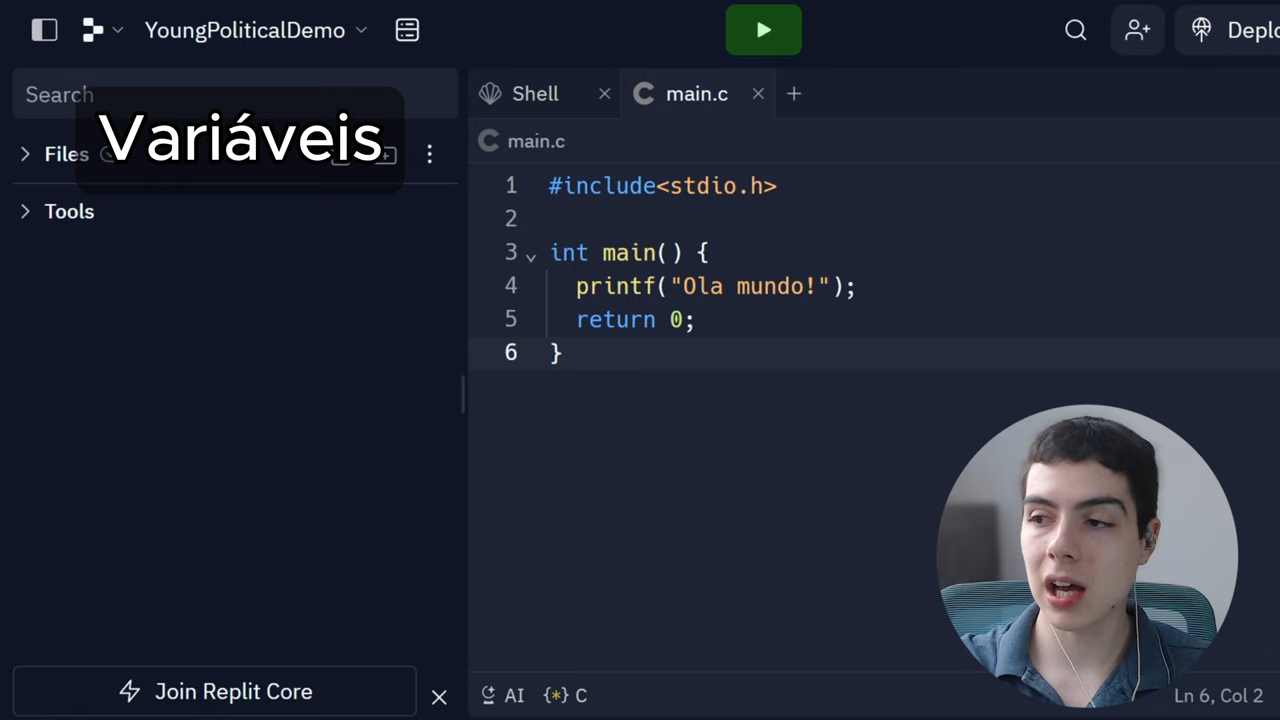 YoungPoliticalDemo
Search
Variáveis
Files
Tools
Join Replit Core
Shell
main.c
main.c
1 #include<stdio.h>
2
3 int main() {
4 printf("Ola mundo!");
5 return 0;
6 }
AI {*} C
Ln 6, Col 2